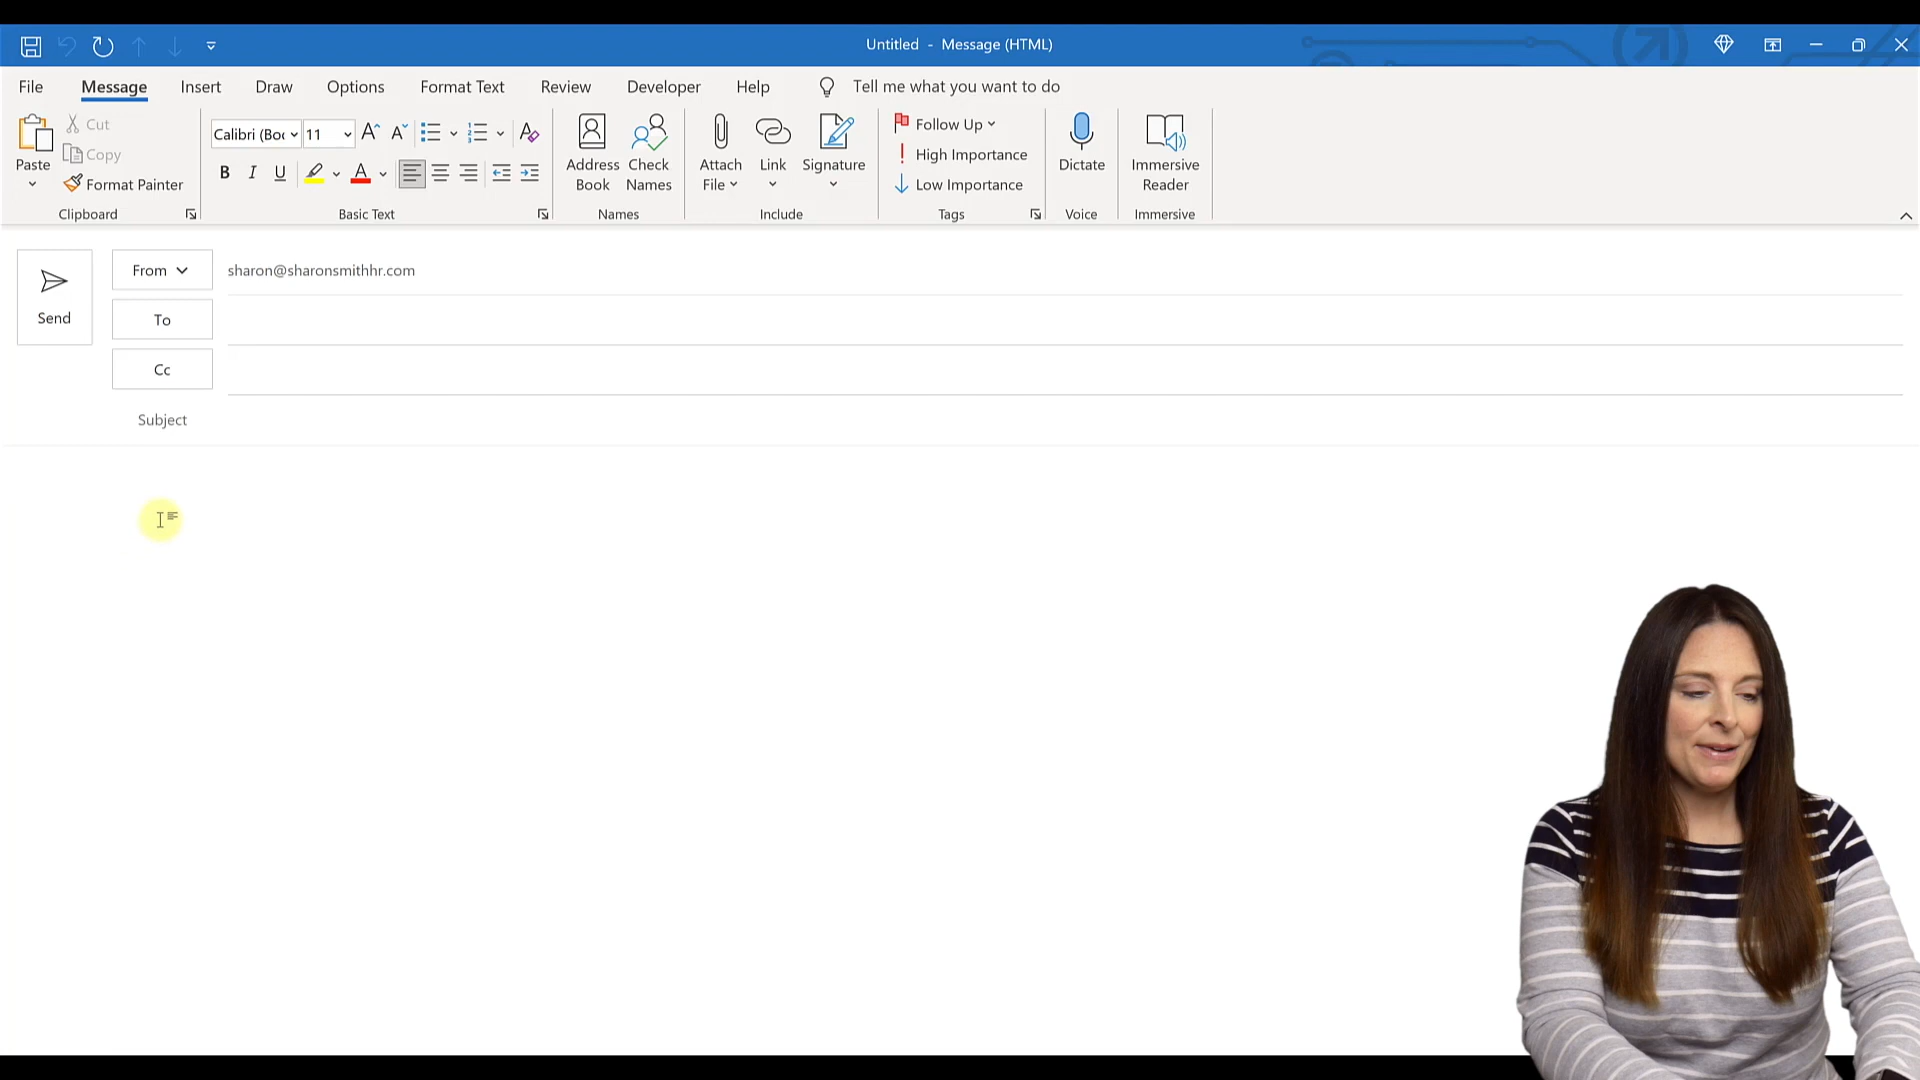 Untitled - Message (HTML)
File Message Insert Draw Options Format Text Review Developer Help Tell me what you want to do
Paste
Cut
Copy
Format Painter
Clipboard
Calibri (Boc 11
B I U A
Basic Text
Address Book
Check Names
Names
Attach File
Link
Signature
Include
Follow Up
High Importance
Low Importance
Tags
Dictate
Voice
Immersive Reader
Immersive
Send
From sharon@sharonsmithhr.com
To
Cc
Subject